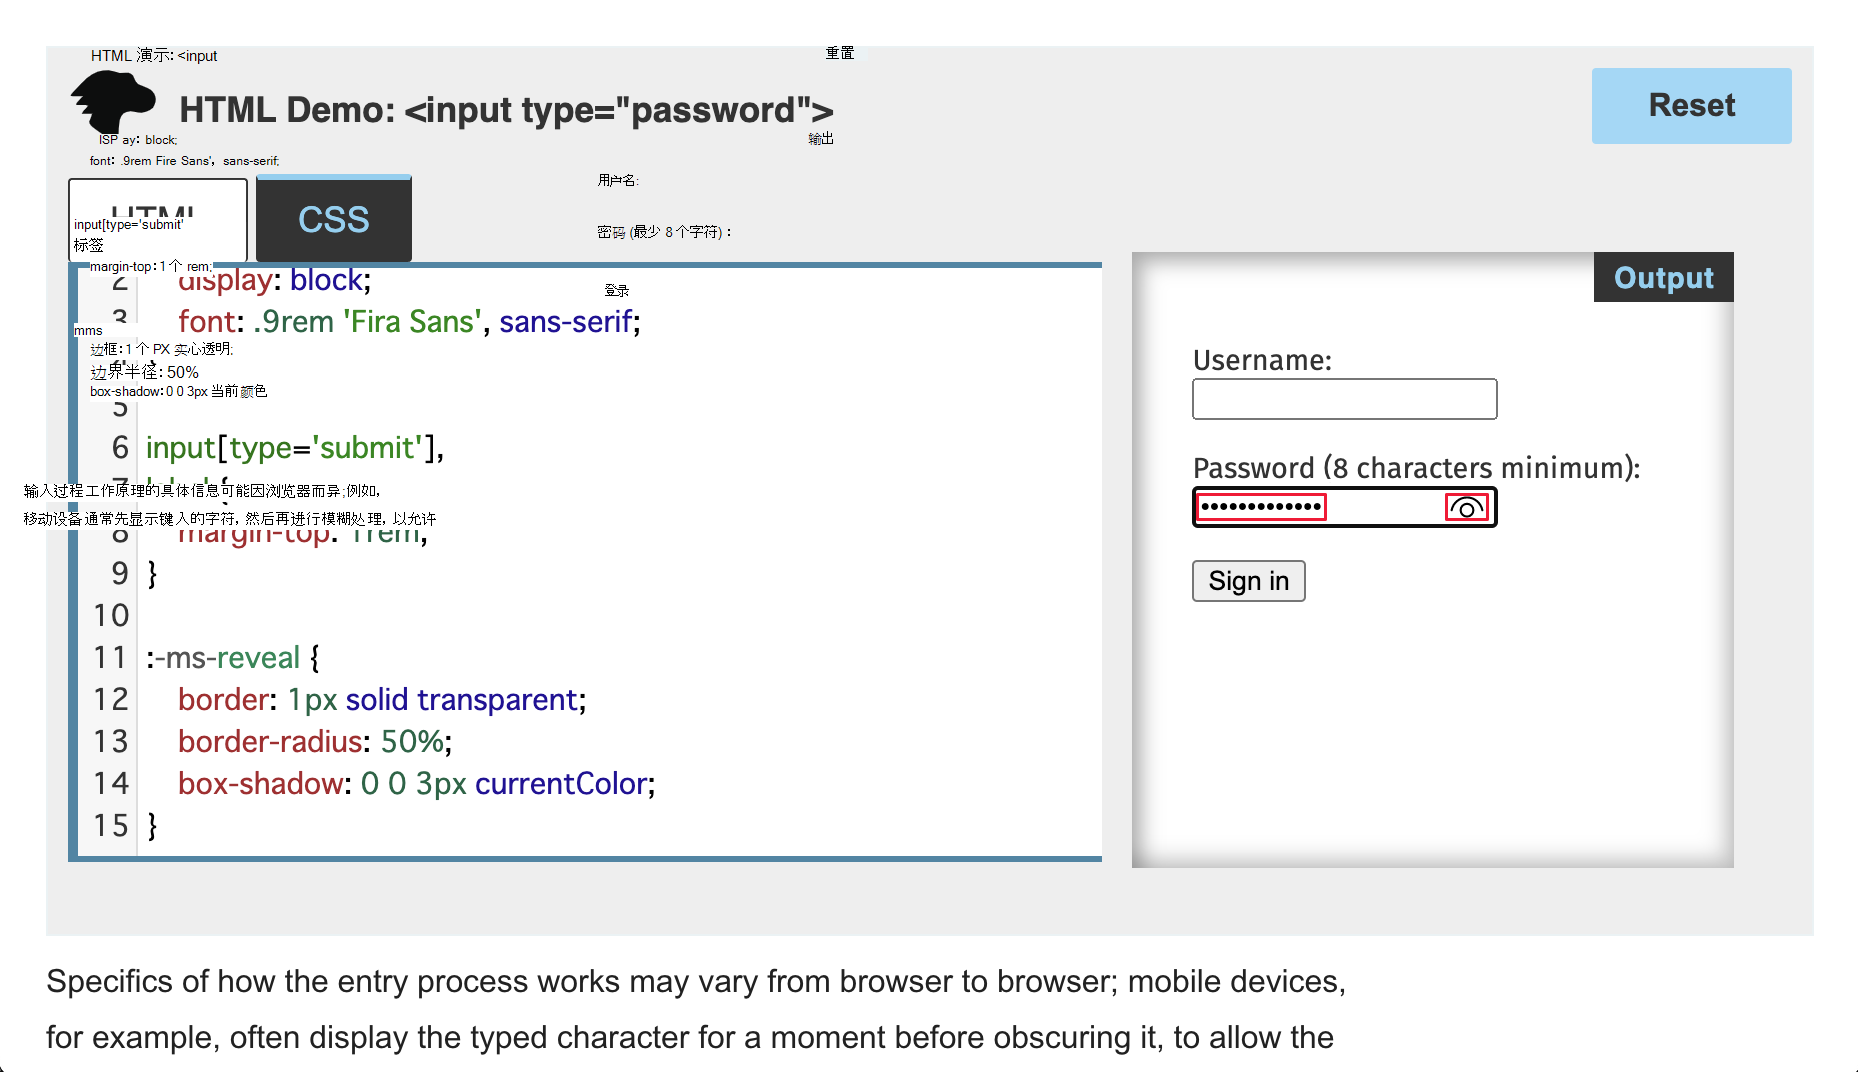 HTML 演示: <input
重置
HTML Demo: <input type="password">
Reset
ISP ay: block;
输出
font: .9rem Fire Sans', sans-serif;
用户名:
HTML
CSS
input[type='submit'
密码 (最少 8 个字符) :
标签
margin-top: 1 个 rem;
2 display: block;
登录
3 font: .9rem 'Fira Sans', sans-serif;
mms
边框: 1 个 PX 实心透明;
边界半径: 50%
box-shadow: 0 0 3px 当前颜色
5
6 input[type='submit'],
输入过程工作原理的具体信息可能因浏览器而异;例如,
移动设备通常先显示键入的字符, 然后再进行模糊处理, 以允许
8 margin-top: 1rem;
9 }
10
11 :-ms-reveal {
12 border: 1px solid transparent;
13 border-radius: 50%;
14 box-shadow: 0 0 3px currentColor;
15 }
Output
Username:
Password (8 characters minimum):
•••••••••••••
Sign in
Specifics of how the entry process works may vary from browser to browser; mobile devices,
for example, often display the typed character for a moment before obscuring it, to allow the